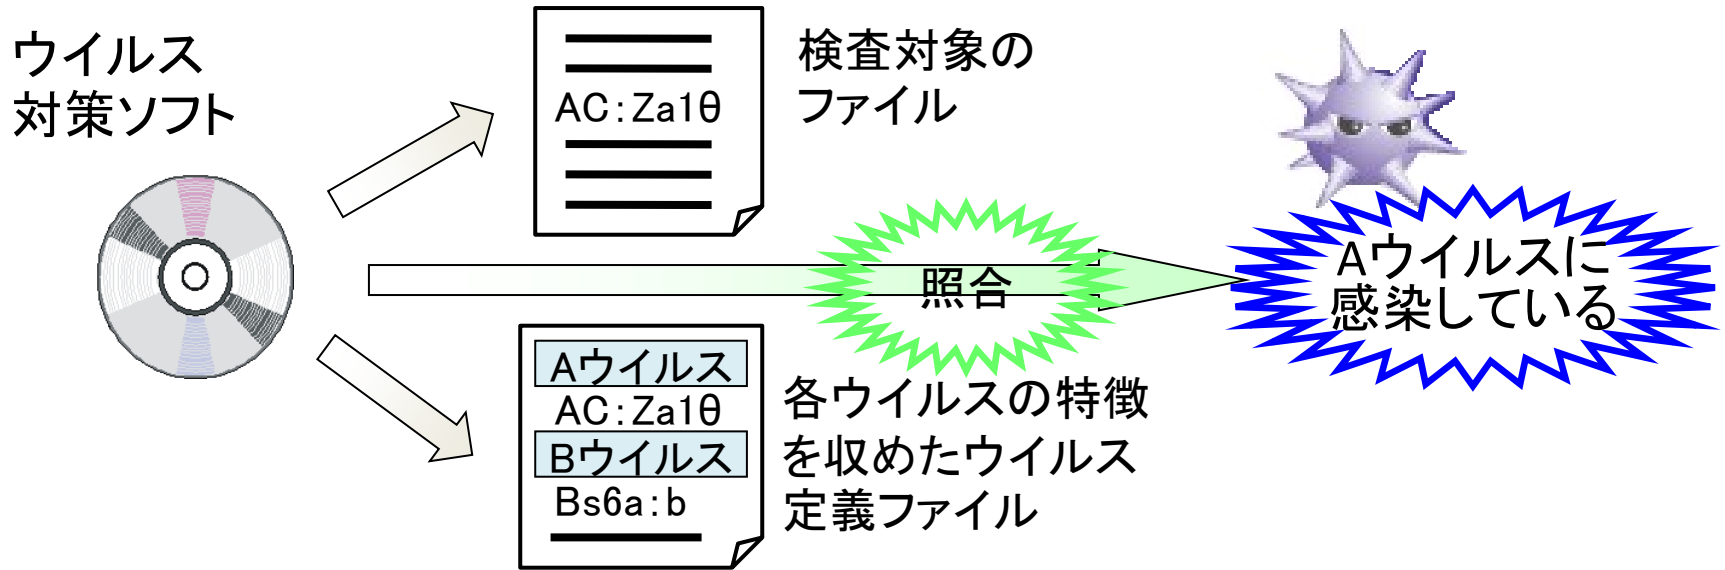 ウイルス
対策ソフト
AC:Za1θ
検査対象の
ファイル
照合
Aウイルスに
感染している
Aウイルス
AC:Za1θ
Bウイルス
Bs6a:b
各ウイルスの特徴
を収めたウイルス
定義ファイル